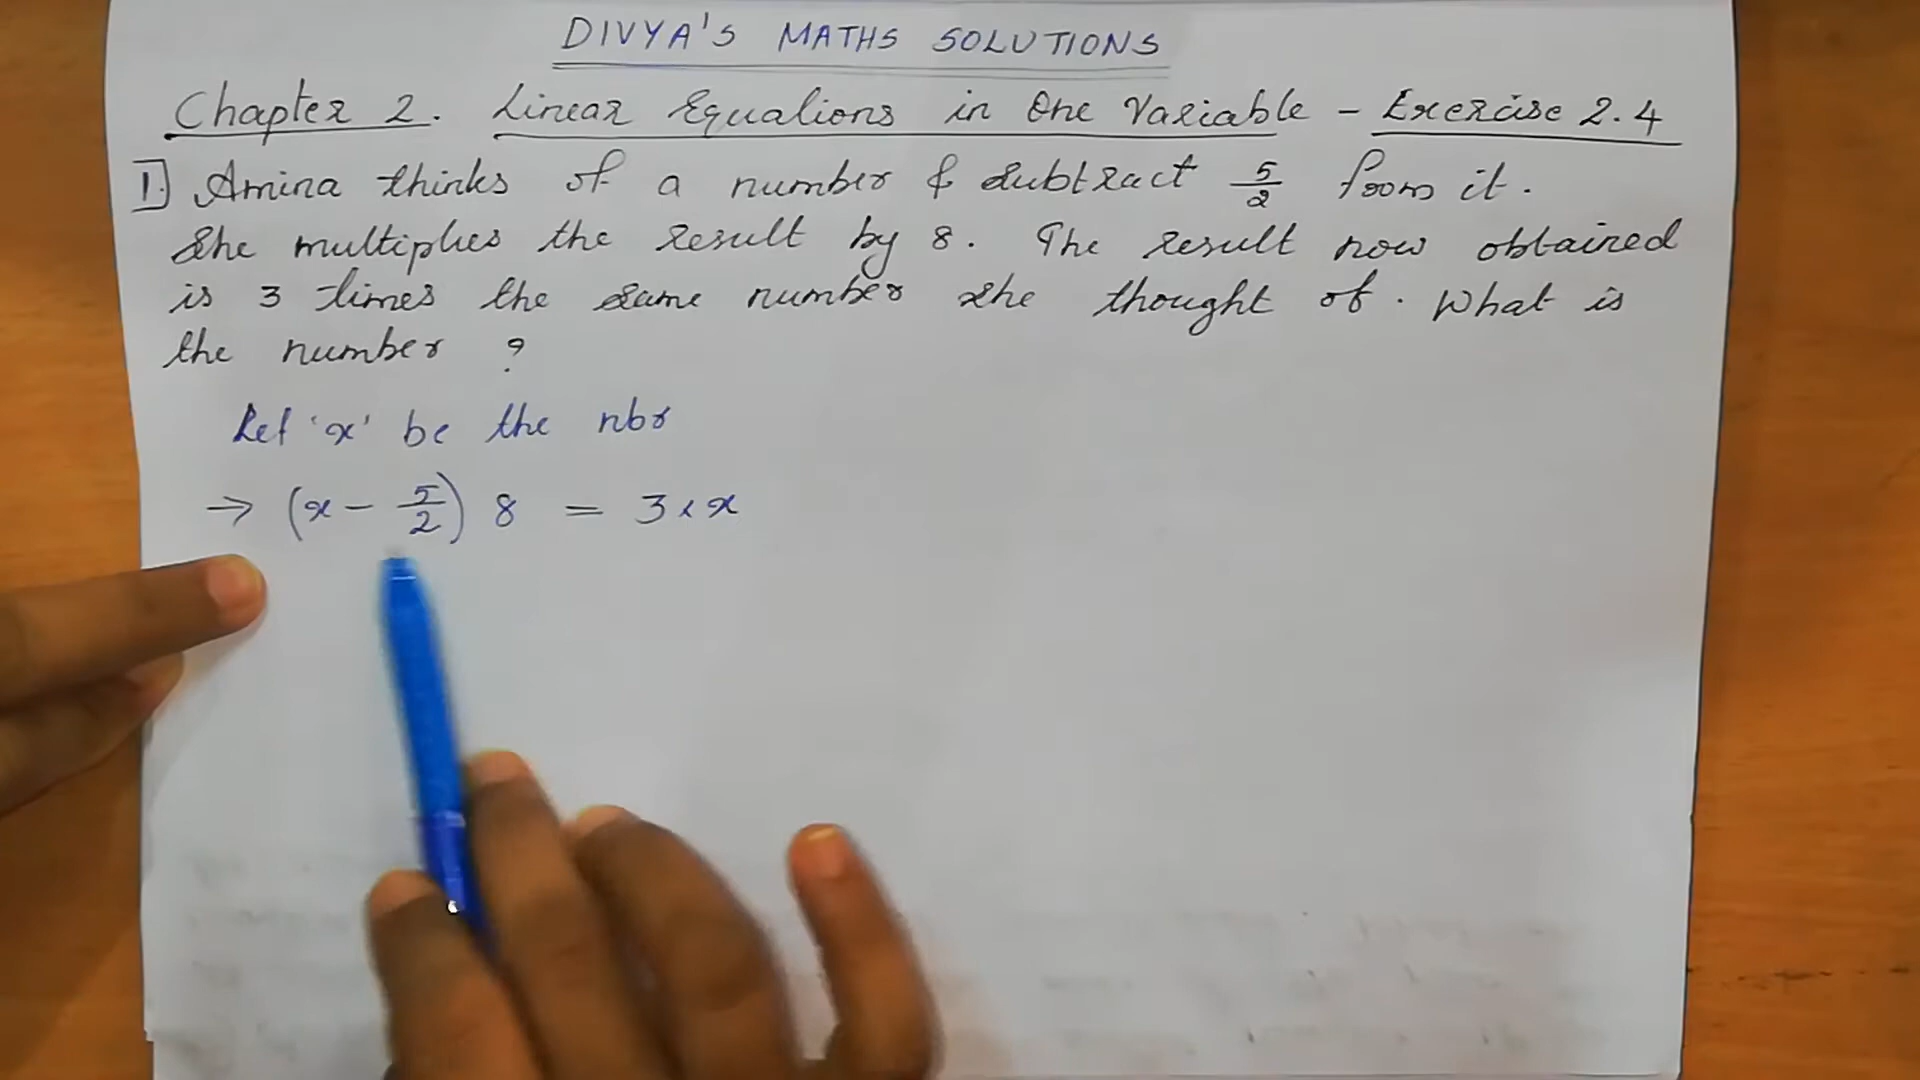 DIVYA'S MATHS SOLUTIONS
Chapter 2. Linear Equations in One Variable - Exercise 2.4
1.] Amina thinks of a number & subtract 5/2 from it.
She multiplies the result by 8. The result now obtained
is 3 times the same number she thought of. What is
the number ?
Let 'x' be the nbr
→ (x - 5/2) 8 = 3 × x